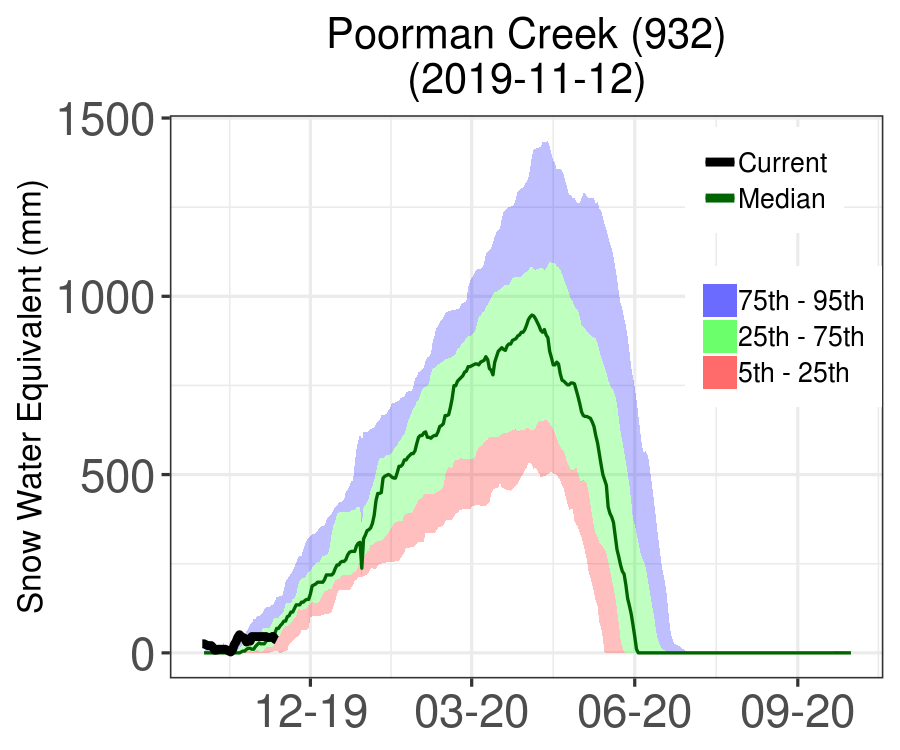 Poorman Creek (932)
(2019-11-12)
Snow Water Equivalent (mm)
1500
1000
500
0
Current
Median
75th - 95th
25th - 75th
5th - 25th
12-19
03-20
06-20
09-20